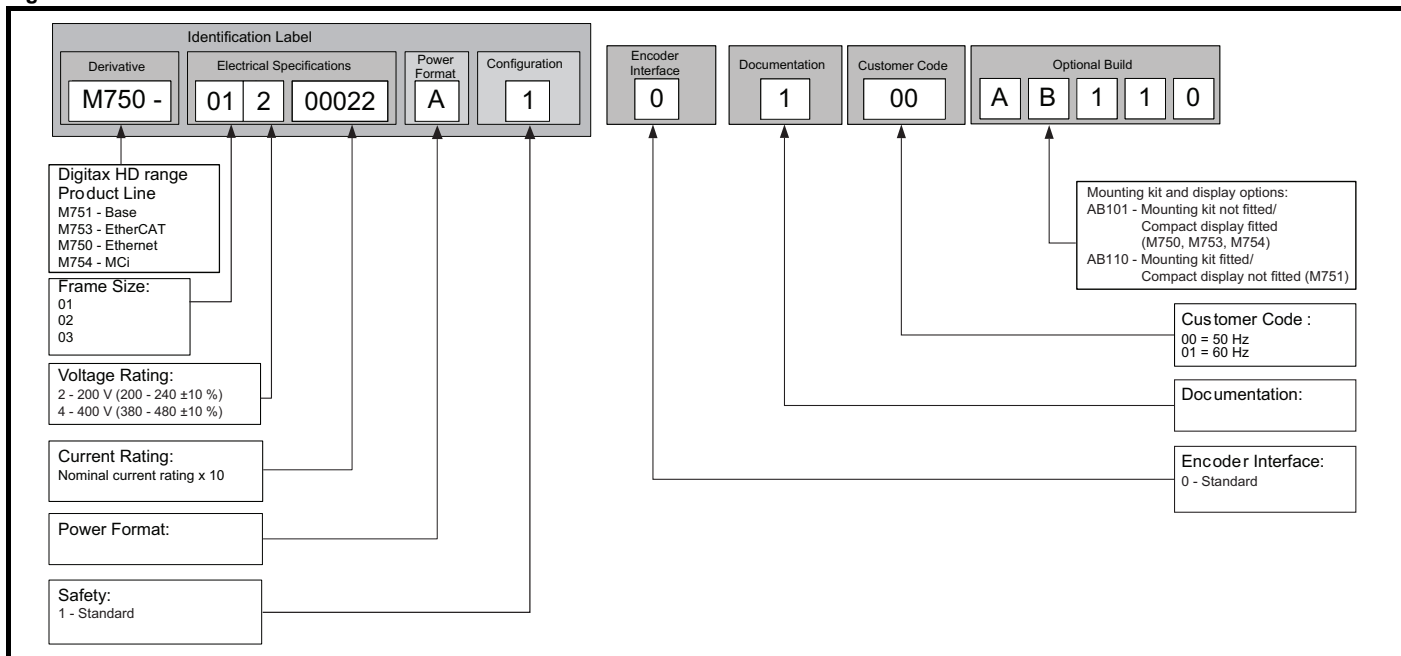 Identification Label
Derivative
Electrical Specifications
Power
Format
Configuration
M750 -
01 2 00022
A
1
Encoder
Interface
0
Documentation
1
Customer Code
00
Optional Build
A B 1 1 0
Digitax HD range
Product Line
M751 - Base
M753 - EtherCAT
M750 - Ethernet
M754 - MCi
Frame Size:
01
02
03
Voltage Rating:
2 - 200 V (200 - 240 ±10 %)
4 - 400 V (380 - 480 ±10 %)
Current Rating:
Nominal current rating x 10
Power Format:
Safety:
1 - Standard
Mounting kit and display options:
AB101 - Mounting kit not fitted/
Compact display fitted
(M750, M753, M754)
AB110 - Mounting kit fitted/
Compact display not fitted (M751)
Customer Code :
00 = 50 Hz
01 = 60 Hz
Documentation:
Encoder Interface:
0 - Standard